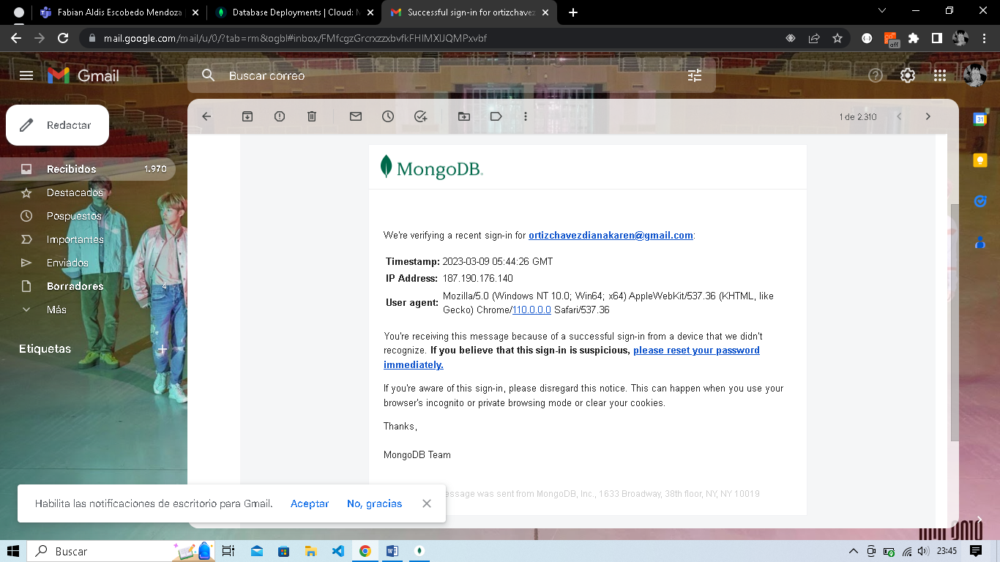 Fabian Aldis Escobedo Mendoza
Database Deployments | Cloud: M
Successful sign-in for ortizchavez
mail.google.com/mail/u/0/?tab=rm&ogbl#inbox/FMfcgzGrcrxzzxbvfkFHlMXlJQMPxvbf
off
Gmail
Buscar correo
Redactar
1 de 2.310
31
Recibidos 1.970
Destacados
Pospuestos
Importantes
Enviados
Borradores 4
Más
Etiquetas
MongoDB.
We're verifying a recent sign-in for ortizchavezdianakaren@gmail.com:
Timestamp: 2023-03-09 05:44:26 GMT
IP Address: 187.190.176.140
User agent: Mozilla/5.0 (Windows NT 10.0; Win64; x64) AppleWebKit/537.36 (KHTML, like
Gecko) Chrome/110.0.0.0 Safari/537.36
You're receiving this message because of a successful sign-in from a device that we didn't
recognize. If you believe that this sign-in is suspicious, please reset your password
immediately.
If you're aware of this sign-in, please disregard this notice. This can happen when you use your
browser's incognito or private browsing mode or clear your cookies.
Thanks,
MongoDB Team
message was sent from MongoDB, Inc., 1633 Broadway, 38th floor, NY, NY 10019
Habilita las notificaciones de escritorio para Gmail. Aceptar No, gracias
Buscar
23:45